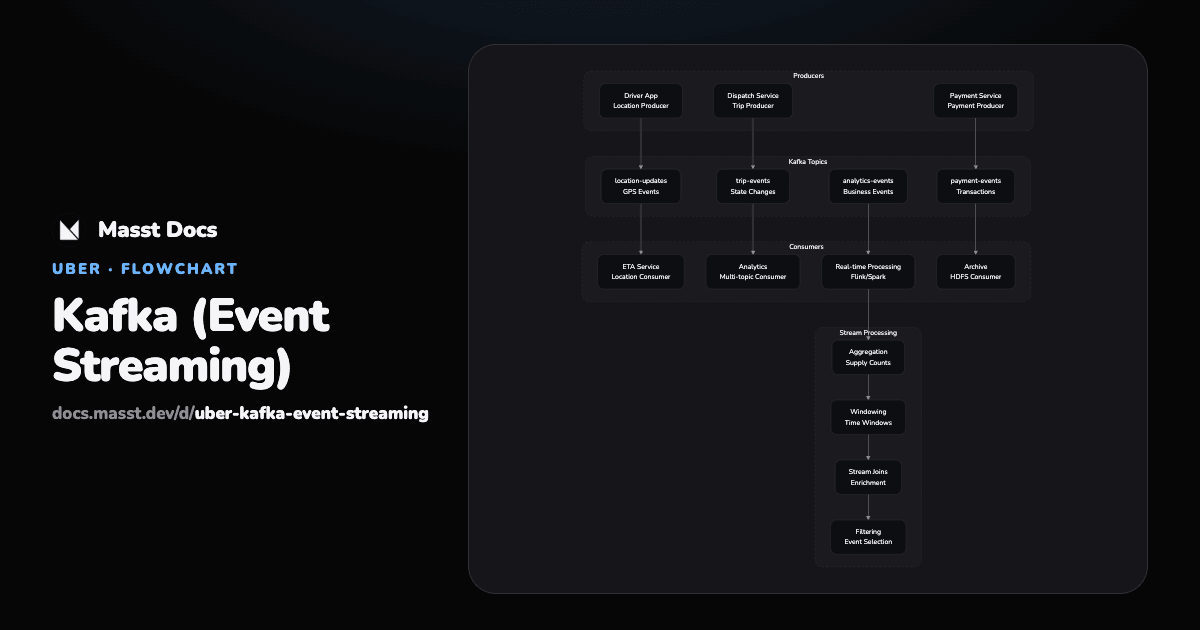 Masst Docs
UBER · FLOWCHART
Kafka (Event
Streaming)
docs.masst.dev/d/uber-kafka-event-streaming
Producers
Driver App
Location Producer
Dispatch Service
Trip Producer
Payment Service
Payment Producer
Kafka Topics
location-updates
GPS Events
trip-events
State Changes
analytics-events
Business Events
payment-events
Transactions
Consumers
ETA Service
Location Consumer
Analytics
Multi-topic Consumer
Real-time Processing
Flink/Spark
Archive
HDFS Consumer
Stream Processing
Aggregation
Supply Counts
Windowing
Time Windows
Stream Joins
Enrichment
Filtering
Event Selection